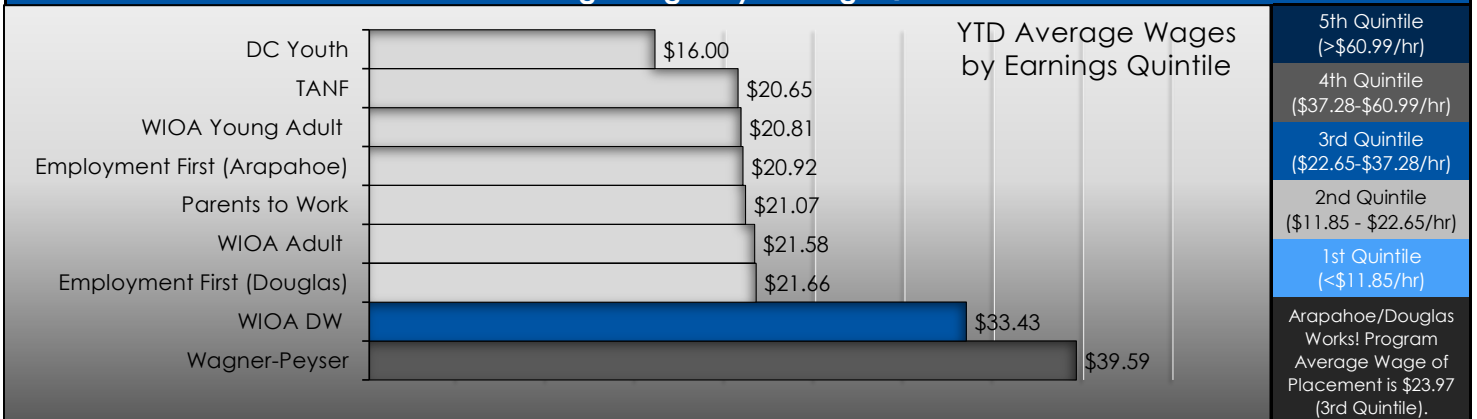 YTD Average Wages
by Earnings Quintile
DC Youth $16.00
TANF $20.65
WIOA Young Adult $20.81
Employment First (Arapahoe) $20.92
Parents to Work $21.07
WIOA Adult $21.58
Employment First (Douglas) $21.66
WIOA DW $33.43
Wagner-Peyser $39.59
5th Quintile
(>$60.99/hr)
4th Quintile
($37.28-$60.99/hr)
3rd Quintile
($22.65-$37.28/hr)
2nd Quintile
($11.85 - $22.65/hr)
1st Quintile
(<$11.85/hr)
Arapahoe/Douglas
Works! Program
Average Wage of
Placement is $23.97
(3rd Quintile).